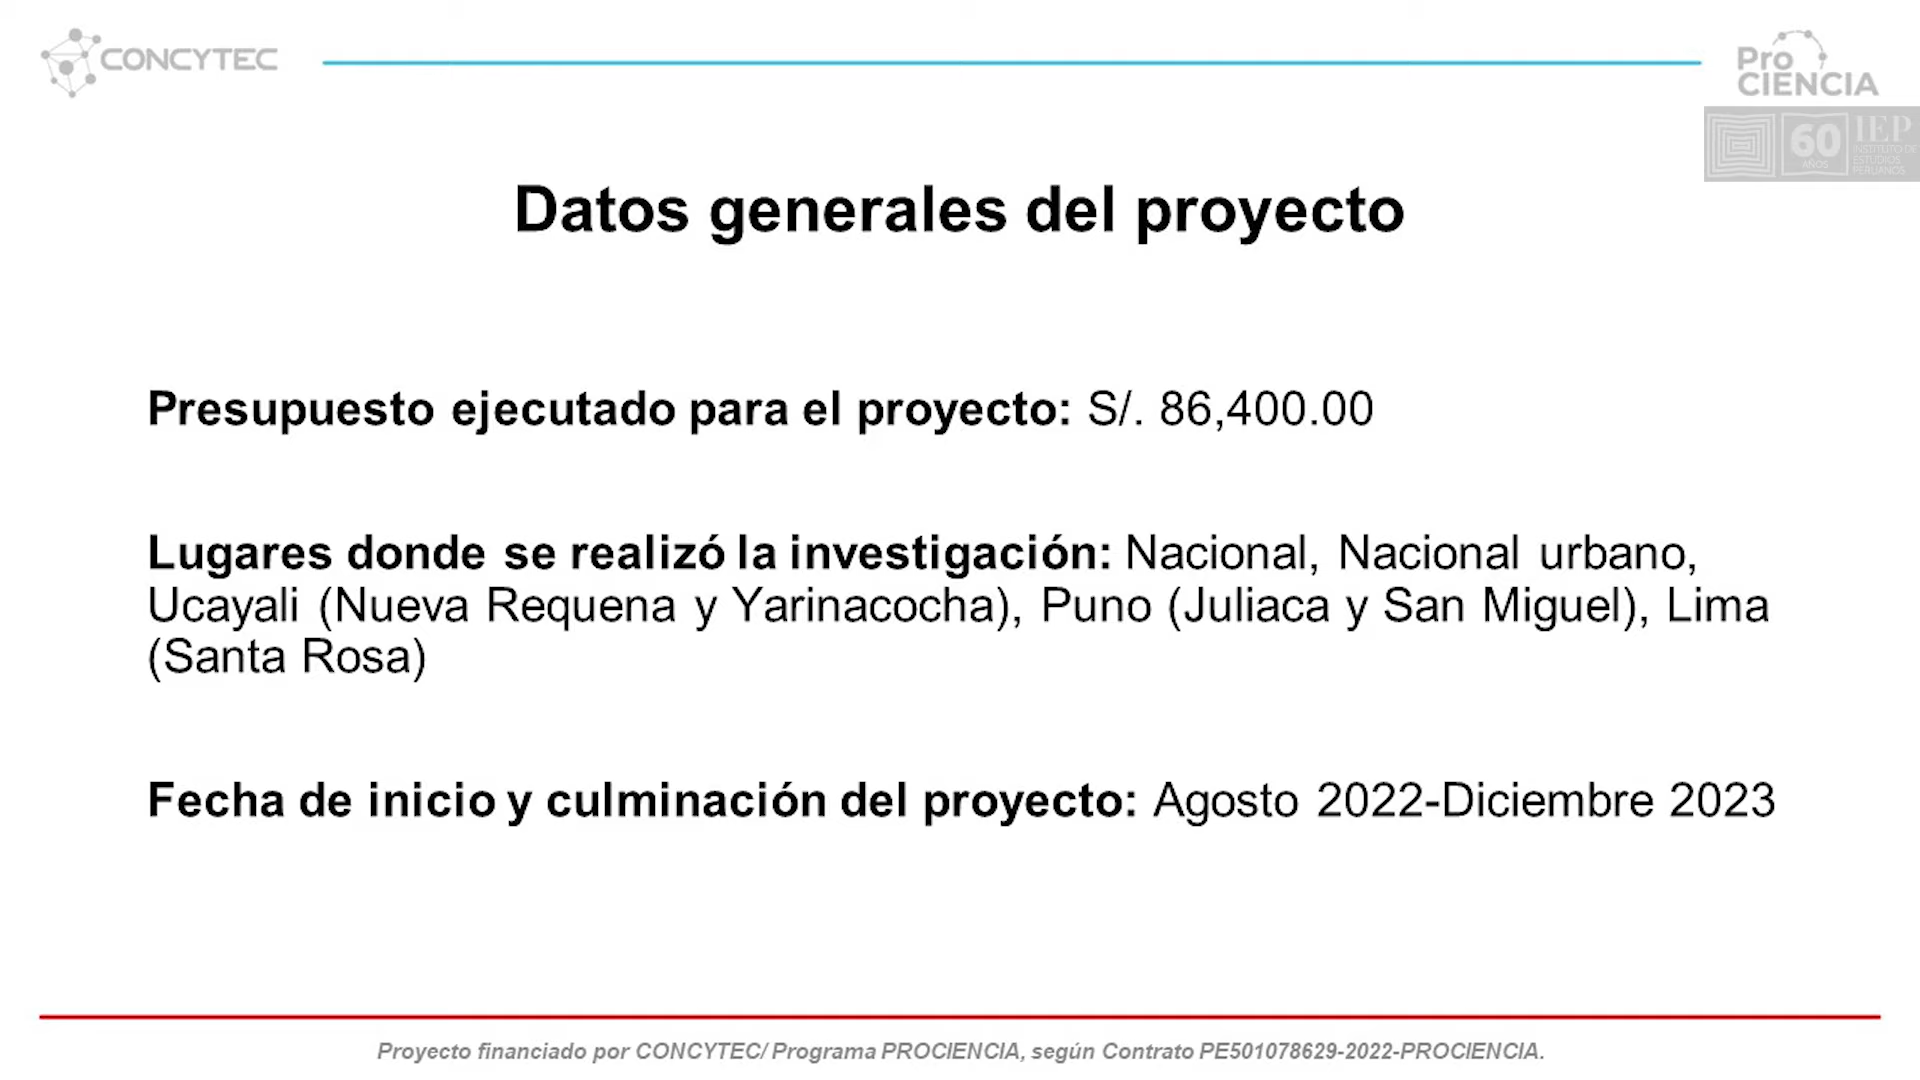 CONCYTEC
Pro
CIENCIA
60
AÑOS
IEP
INSTITUTO DE
ESTUDIOS
PERUANOS
Datos generales del proyecto
Presupuesto ejecutado para el proyecto: S/. 86,400.00
Lugares donde se realizó la investigación: Nacional, Nacional urbano,
Ucayali (Nueva Requena y Yarinacocha), Puno (Juliaca y San Miguel), Lima
(Santa Rosa)
Fecha de inicio y culminación del proyecto: Agosto 2022-Diciembre 2023
Proyecto financiado por CONCYTEC/ Programa PROCIENCIA, según Contrato PE501078629-2022-PROCIENCIA.